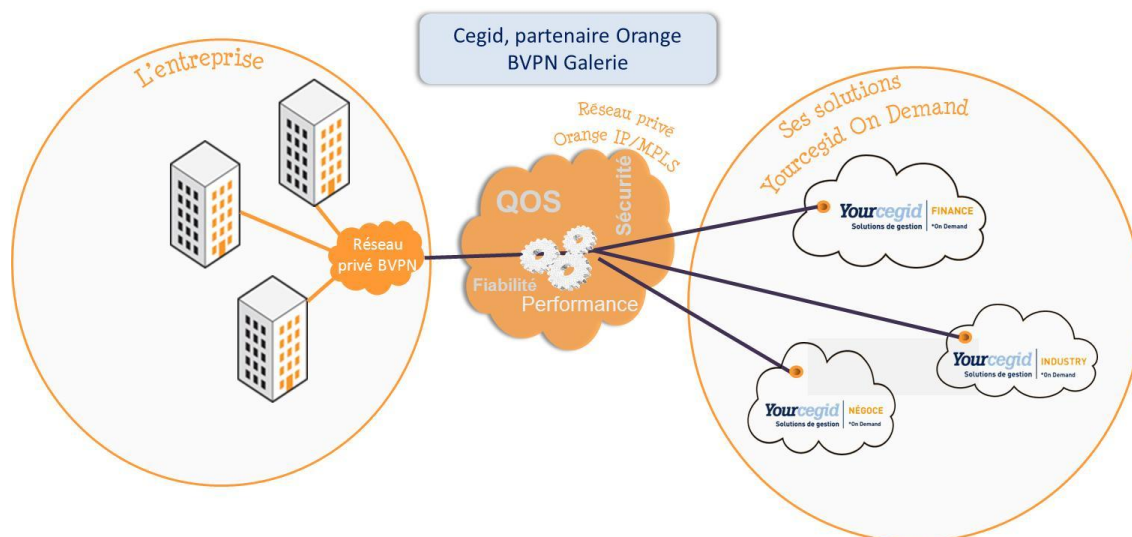 Cegid, partenaire Orange
BVPN Galerie
L'entreprise
Réseau
privé BVPN
Réseau privé
Orange IP/MPLS
QOS
Sécurité
Fiabilité
Performance
Ses solutions
Yourcegid On Demand
Yourcegid FINANCE
Solutions de gestion *On Demand
Yourcegid INDUSTRY
Solutions de gestion *On Demand
Yourcegid NÉGOCE
Solutions de gestion *On Demand